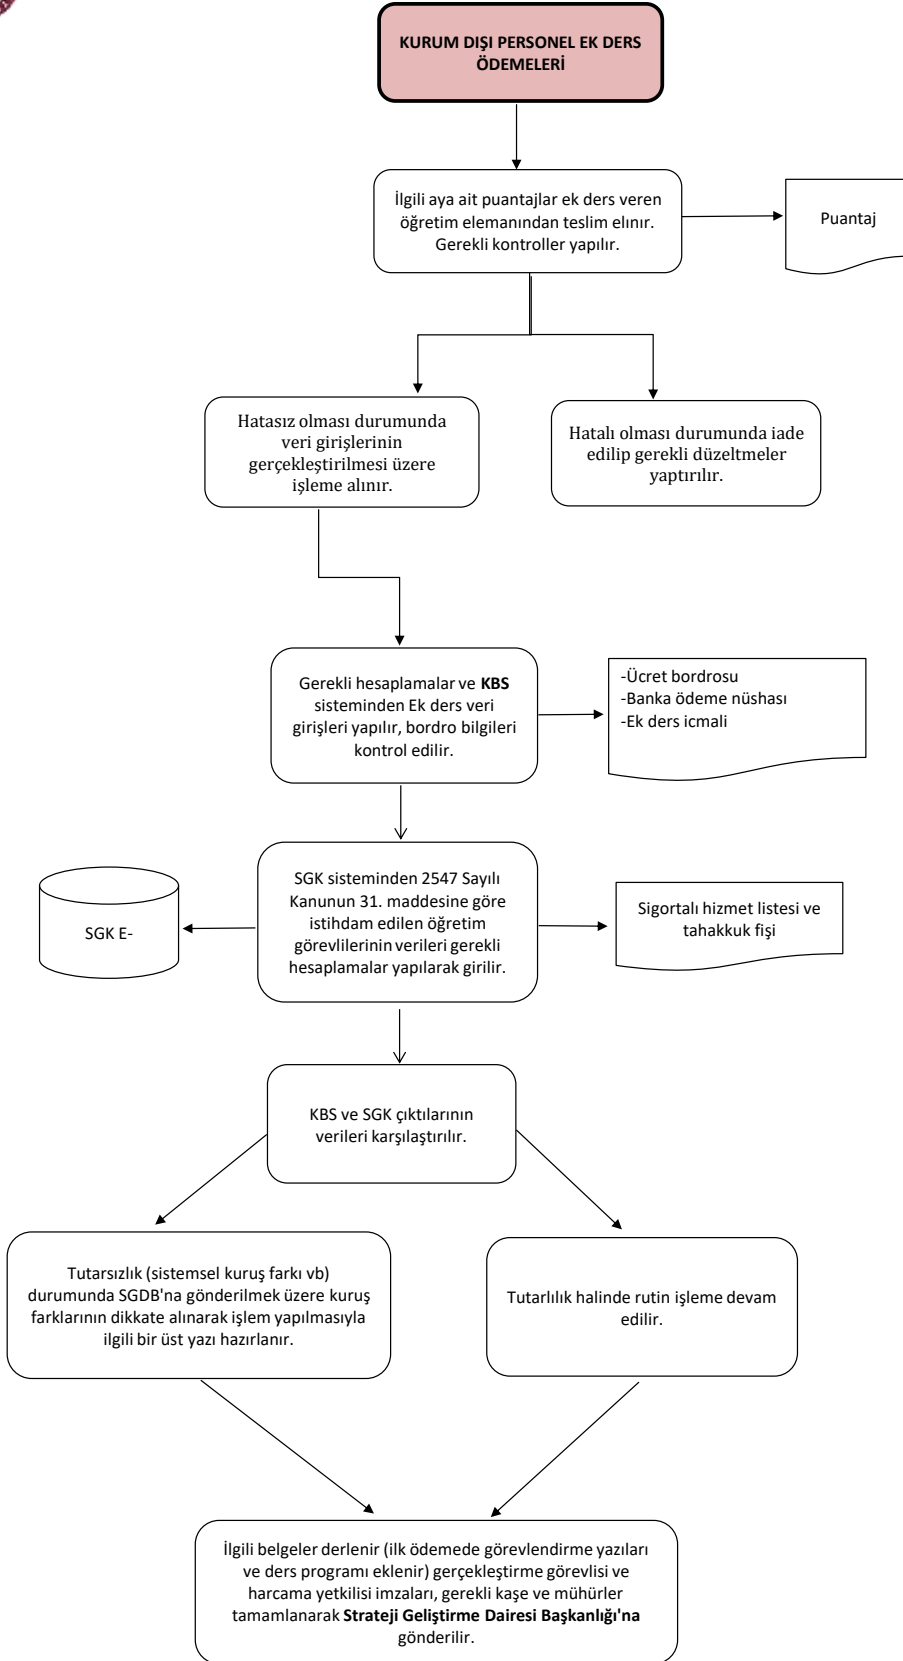 KURUM DIŞI PERSONEL EK DERS
ÖDEMELERİ
İlgili aya ait puantajlar ek ders veren
öğretim elemanından teslim elınır.
Gerekli kontroller yapılır.
Puantaj
Hatasız olması durumunda
veri girişlerinin
gerçekleştirilmesi üzere
işleme alınır.
Hatalı olması durumunda iade
edilip gerekli düzeltmeler
yaptırılır.
Gerekli hesaplamalar ve KBS
sisteminden Ek ders veri
girişleri yapılır, bordro bilgileri
kontrol edilir.
-Ücret bordrosu
-Banka ödeme nüshası
-Ek ders icmali
SGK E-
SGK sisteminden 2547 Sayılı
Kanunun 31. maddesine göre
istihdam edilen öğretim
görevlilerinin verileri gerekli
hesaplamalar yapılarak girilir.
Sigortalı hizmet listesi ve
tahakkuk fişi
KBS ve SGK çıktılarının
verileri karşılaştırılır.
Tutarsızlık (sistemsel kuruş farkı vb)
durumunda SGDB'na gönderilmek üzere kuruş
farklarının dikkate alınarak işlem yapılmasıyla
ilgili bir üst yazı hazırlanır.
Tutarlılık halinde rutin işleme devam
edilir.
İlgili belgeler derlenir (ilk ödemede görevlendirme yazıları
ve ders programı eklenir) gerçekleştirme görevlisi ve
harcama yetkilisi imzaları, gerekli kaşe ve mühürler
tamamlanarak Strateji Geliştirme Dairesi Başkanlığı'na
gönderilir.